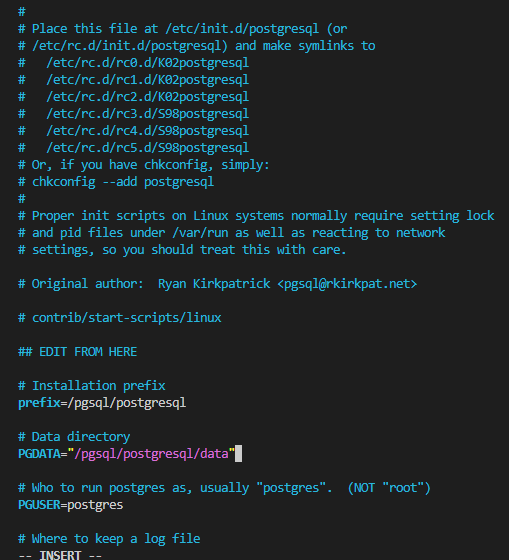 #
# Place this file at /etc/init.d/postgresql (or
# /etc/rc.d/init.d/postgresql) and make symlinks to
#   /etc/rc.d/rc0.d/K02postgresql
#   /etc/rc.d/rc1.d/K02postgresql
#   /etc/rc.d/rc2.d/K02postgresql
#   /etc/rc.d/rc3.d/S98postgresql
#   /etc/rc.d/rc4.d/S98postgresql
#   /etc/rc.d/rc5.d/S98postgresql
# Or, if you have chkconfig, simply:
# chkconfig --add postgresql
#
# Proper init scripts on Linux systems normally require setting lock
# and pid files under /var/run as well as reacting to network
# settings, so you should treat this with care.

# Original author:  Ryan Kirkpatrick <pgsql@rkirkpat.net>

# contrib/start-scripts/linux

## EDIT FROM HERE

# Installation prefix
prefix=/pgsql/postgresql

# Data directory
PGDATA="/pgsql/postgresql/data"

# Who to run postgres as, usually "postgres".  (NOT "root")
PGUSER=postgres

# Where to keep a log file
-- INSERT --